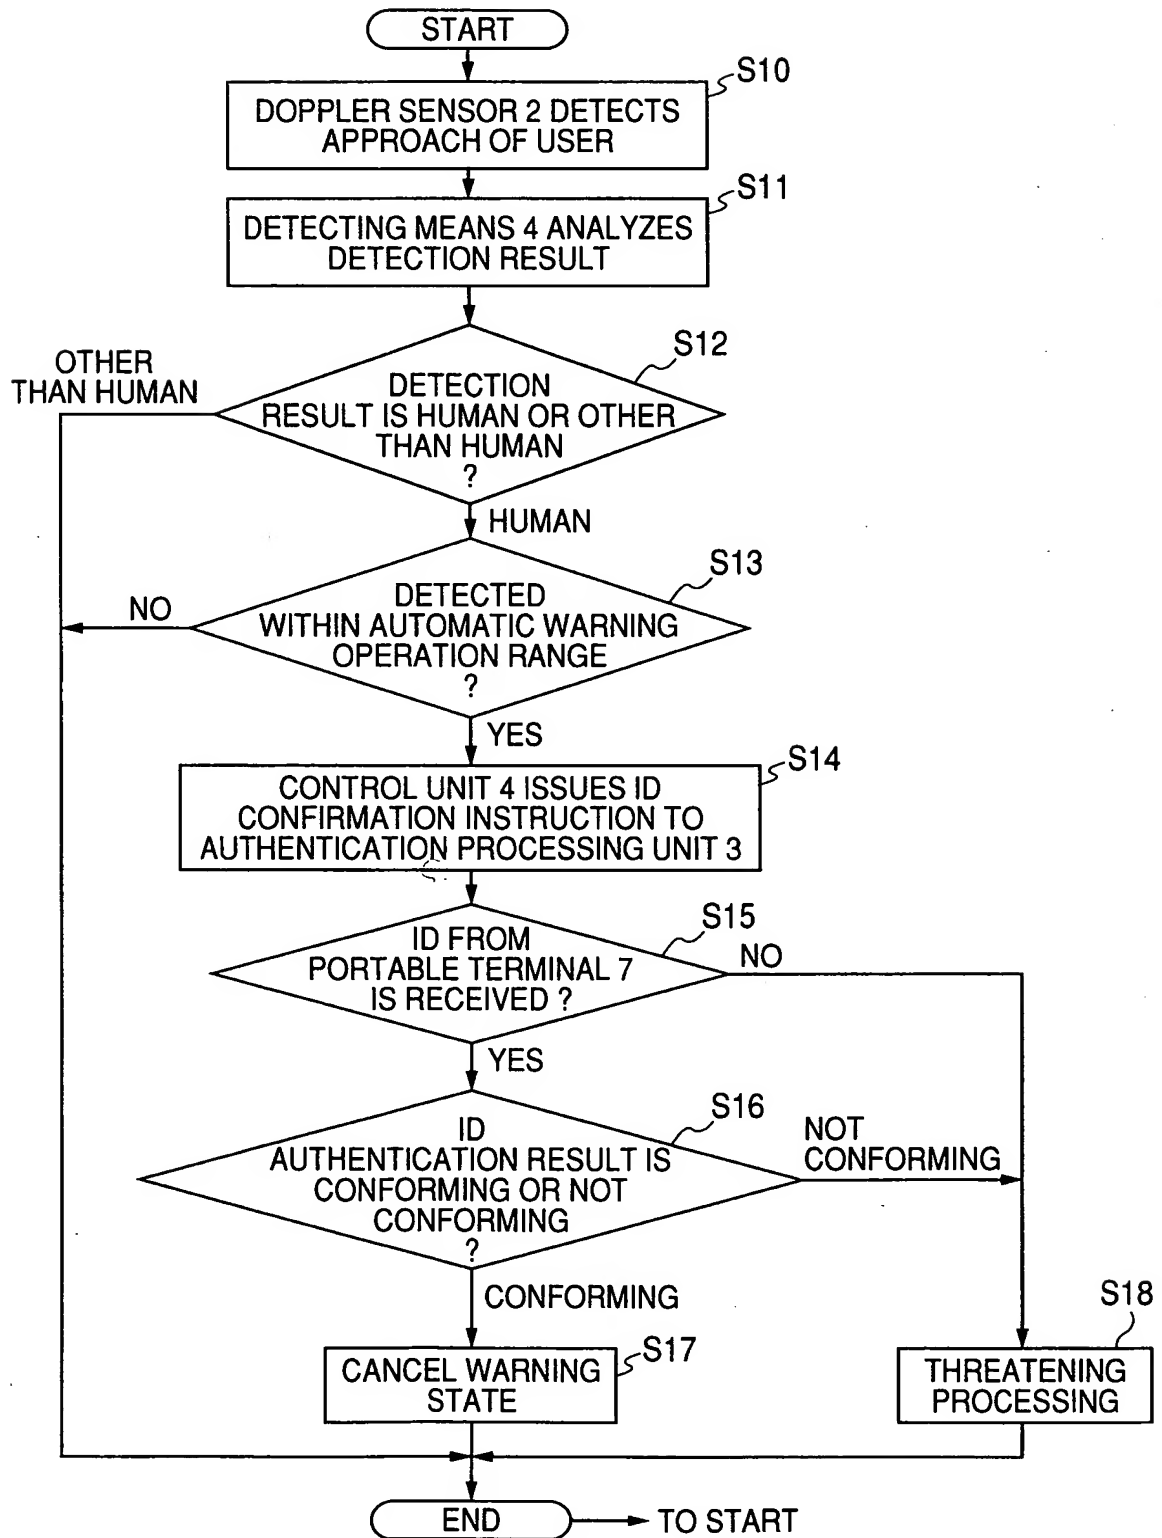 START
S10
DOPPLER SENSOR 2 DETECTS
APPROACH OF USER
S11
DETECTING MEANS 4 ANALYZES
DETECTION RESULT
S12
OTHER
THAN HUMAN
DETECTION
RESULT IS HUMAN OR OTHER
THAN HUMAN
?
HUMAN
S13
NO
DETECTED
WITHIN AUTOMATIC WARNING
OPERATION RANGE
?
YES
S14
CONTROL UNIT 4 ISSUES ID
CONFIRMATION INSTRUCTION TO
AUTHENTICATION PROCESSING UNIT 3
S15
ID FROM
PORTABLE TERMINAL 7
IS RECEIVED ?
NO
YES
S16
ID
AUTHENTICATION RESULT IS
CONFORMING OR NOT
CONFORMING
?
NOT
CONFORMING
CONFORMING
S17
CANCEL WARNING
STATE
S18
THREATENING
PROCESSING
END
TO START